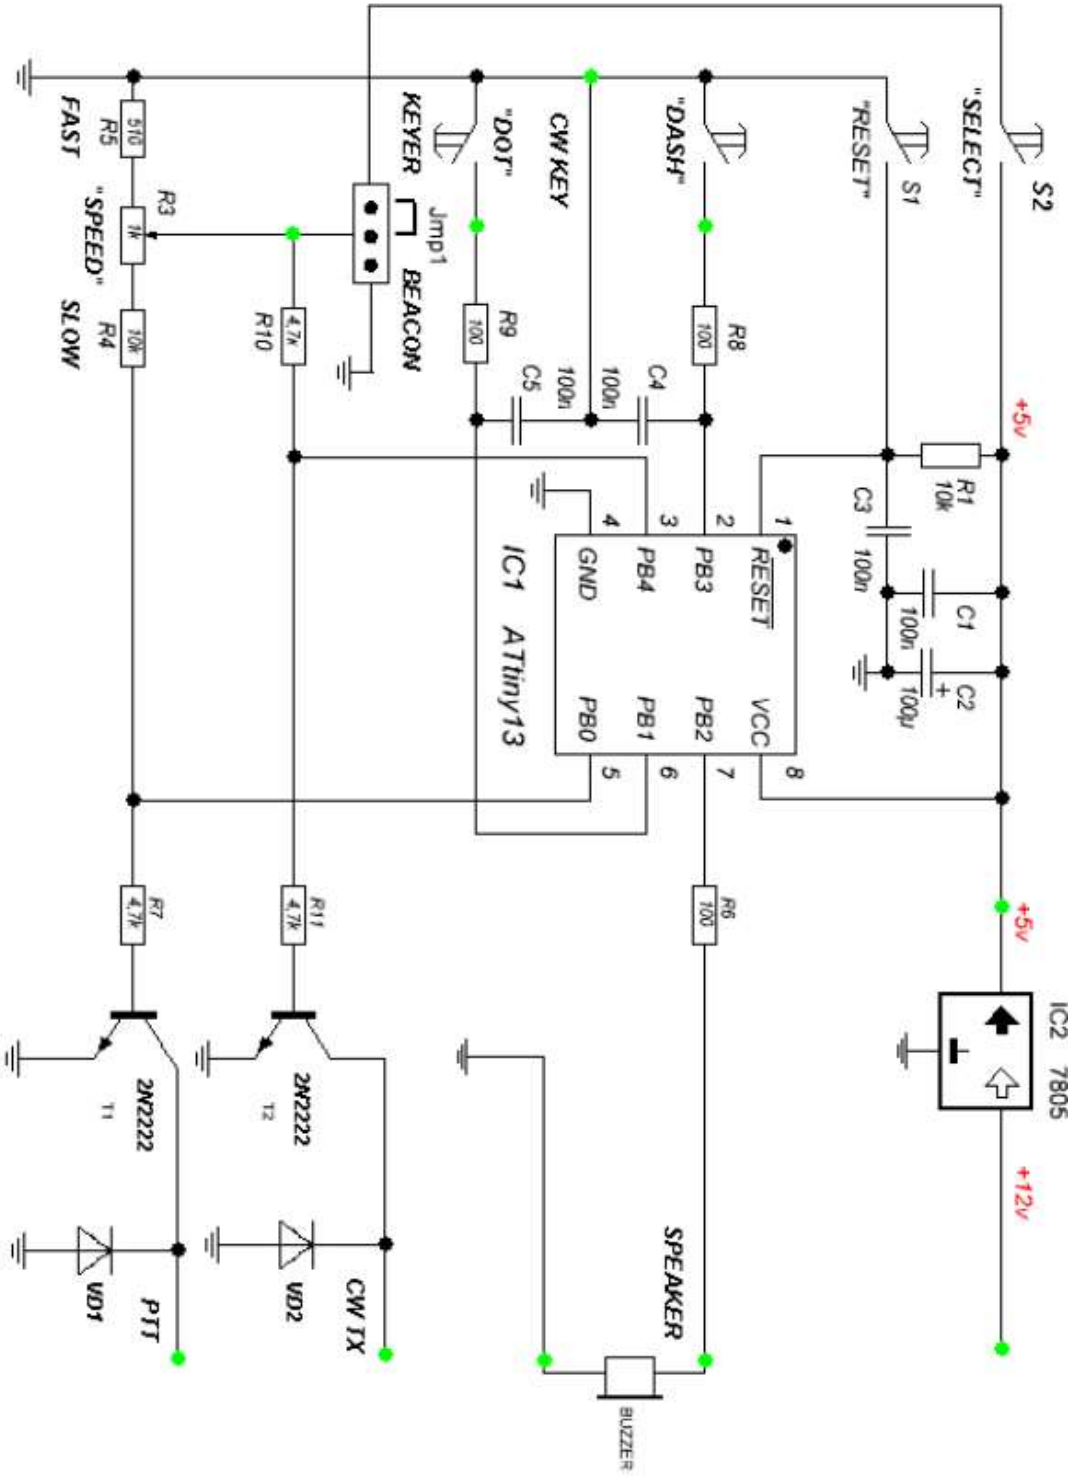 S2
"SELECT"
+5v
+5v
IC2 7805
+12v
S1
"RESET"
R1
10k
C3
100n
C1
100n
C2
+
100µ
"DASH"
R8
100
CW KEY
C4
100n
100n
C5
"DOT"
R9
100
KEYER
Jmp1
BEACON
1
2
3
4
RESET
PB3
PB4
GND
IC1 ATtiny13
VCC
PB2
PB1
PB0
8
7
6
5
R6
100
SPEAKER
BUZZER
R10
4,7k
R11
4,7k
2N2222
T2
VD2
CW TX
FAST
R5
510
R3
1k
"SPEED"
SLOW
R4
10k
R7
4,7k
2N2222
T1
VD1
PTT